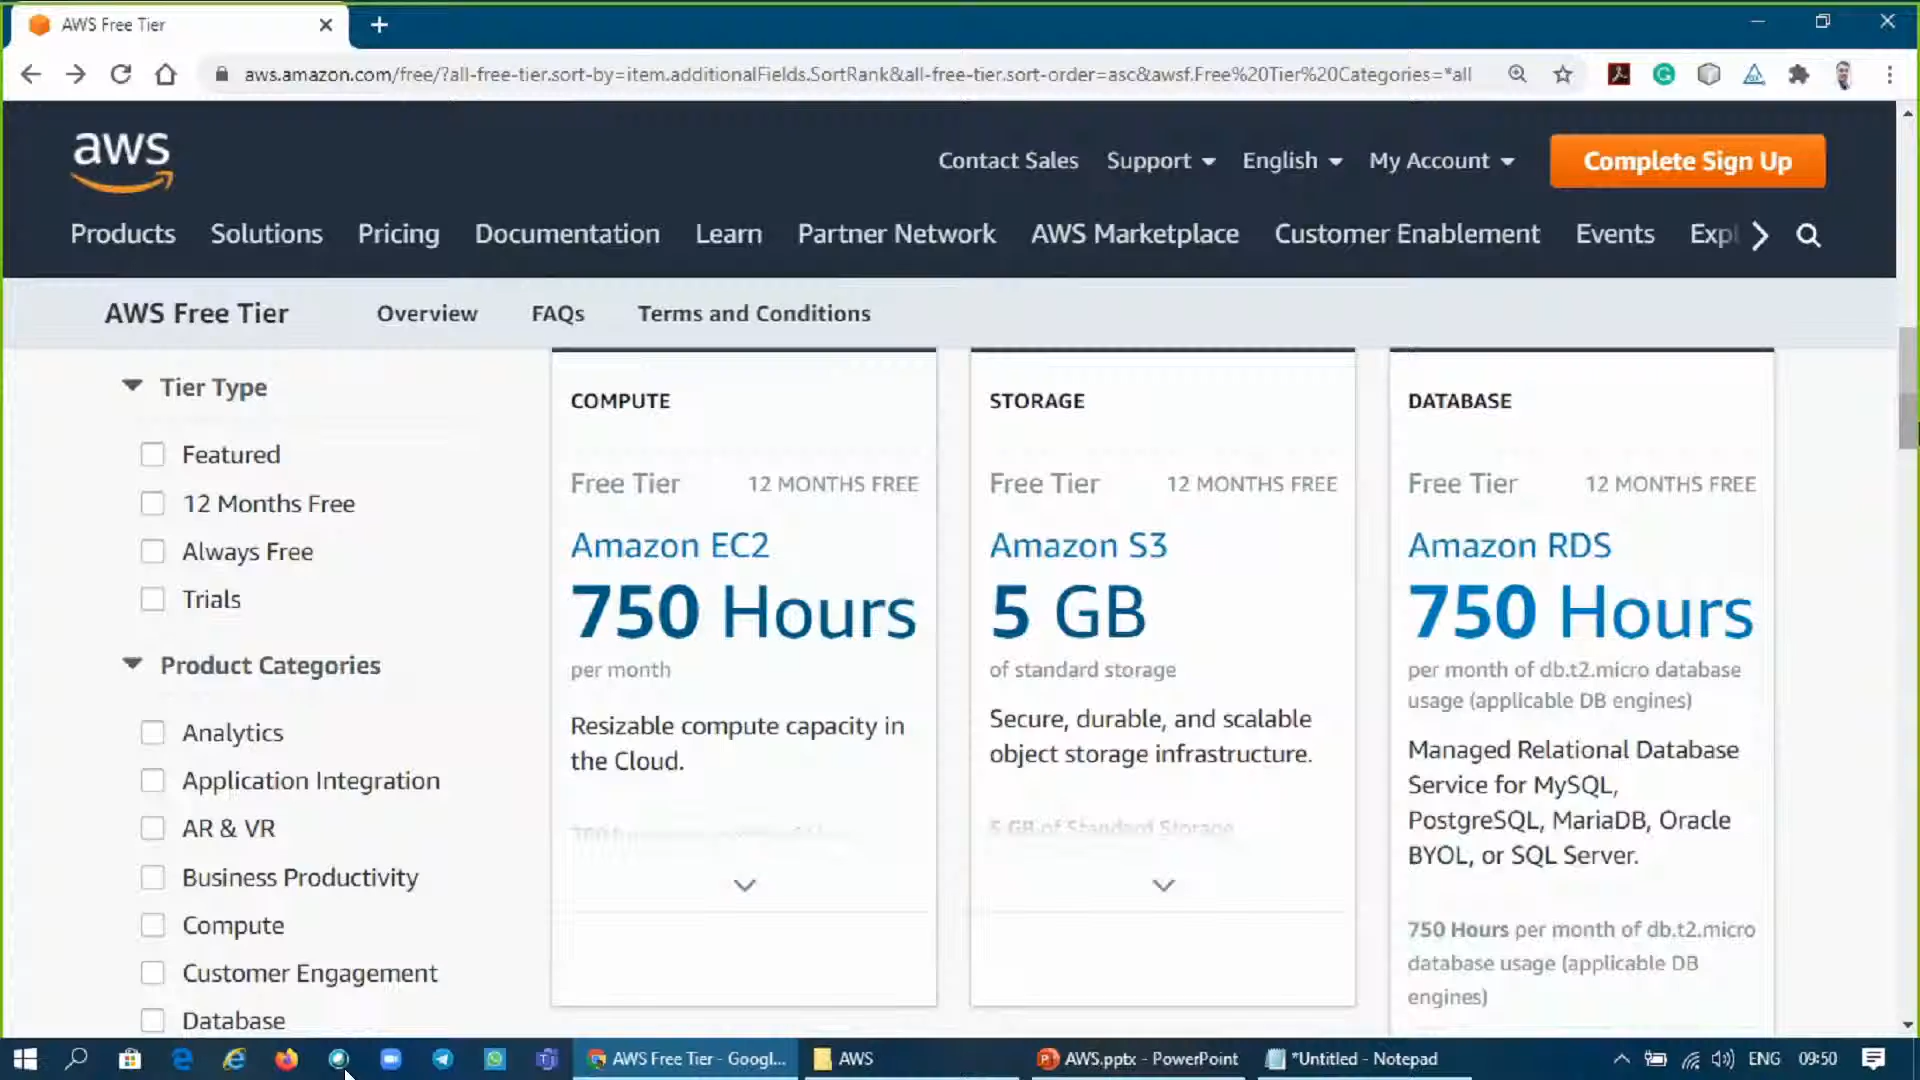 AWS Free Tier
aws.amazon.com/free/?all-free-tier.sort-by=item.additionalFields.SortRank&all-free-tier.sort-order=asc&awsf.Free%20Tier%20Categories=*all
aws
Contact Sales Support English My Account Complete Sign Up
Products Solutions Pricing Documentation Learn Partner Network AWS Marketplace Customer Enablement Events Expl
AWS Free Tier Overview FAQs Terms and Conditions
Tier Type
Featured
12 Months Free
Always Free
Trials
Product Categories
Analytics
Application Integration
AR & VR
Business Productivity
Compute
Customer Engagement
Database
COMPUTE
Free Tier 12 MONTHS FREE
Amazon EC2
750 Hours
per month
Resizable compute capacity in
the Cloud.
STORAGE
Free Tier 12 MONTHS FREE
Amazon S3
5 GB
of standard storage
Secure, durable, and scalable
object storage infrastructure.
5 GB of Standard Storage
DATABASE
Free Tier 12 MONTHS FREE
Amazon RDS
750 Hours
per month of db.t2.micro database
usage (applicable DB engines)
Managed Relational Database
Service for MySQL,
PostgreSQL, MariaDB, Oracle
BYOL, or SQL Server.
750 Hours per month of db.t2.micro
database usage (applicable DB
engines)
AWS Free Tier - Googl... AWS AWS.pptx - PowerPoint *Untitled - Notepad ENG 09:50